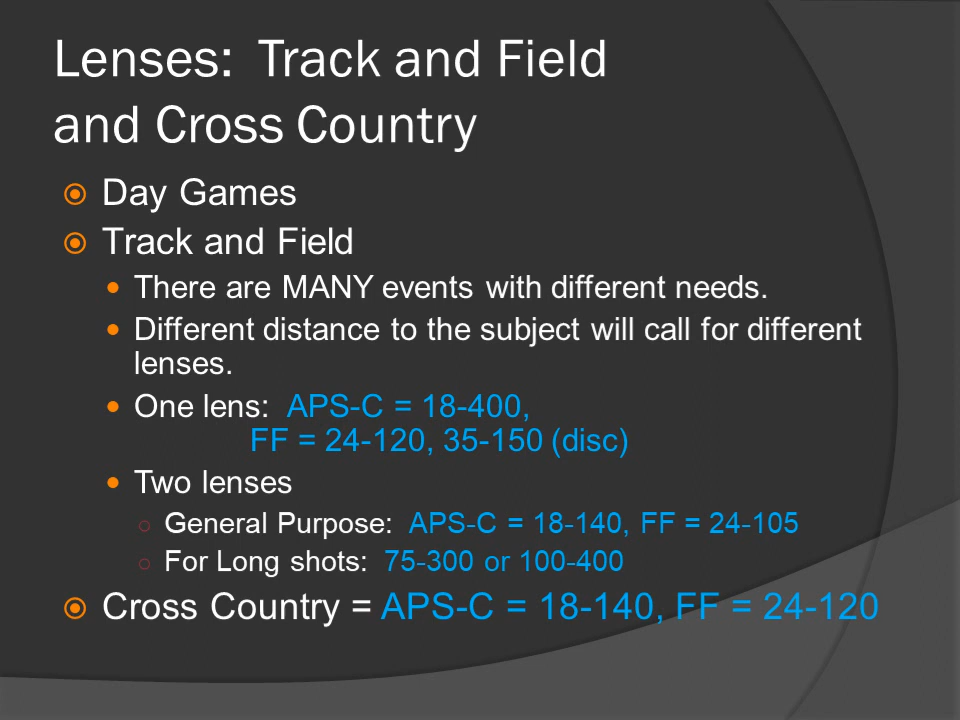 Lenses:  Track and Field
and Cross Country
Day Games
Track and Field
There are MANY events with different needs.
Different distance to the subject will call for different
lenses.
One lens:  APS-C = 18-400,
FF = 24-120, 35-150 (disc)
Two lenses
General Purpose:  APS-C = 18-140, FF = 24-105
For Long shots:  75-300 or 100-400
Cross Country = APS-C = 18-140, FF = 24-120